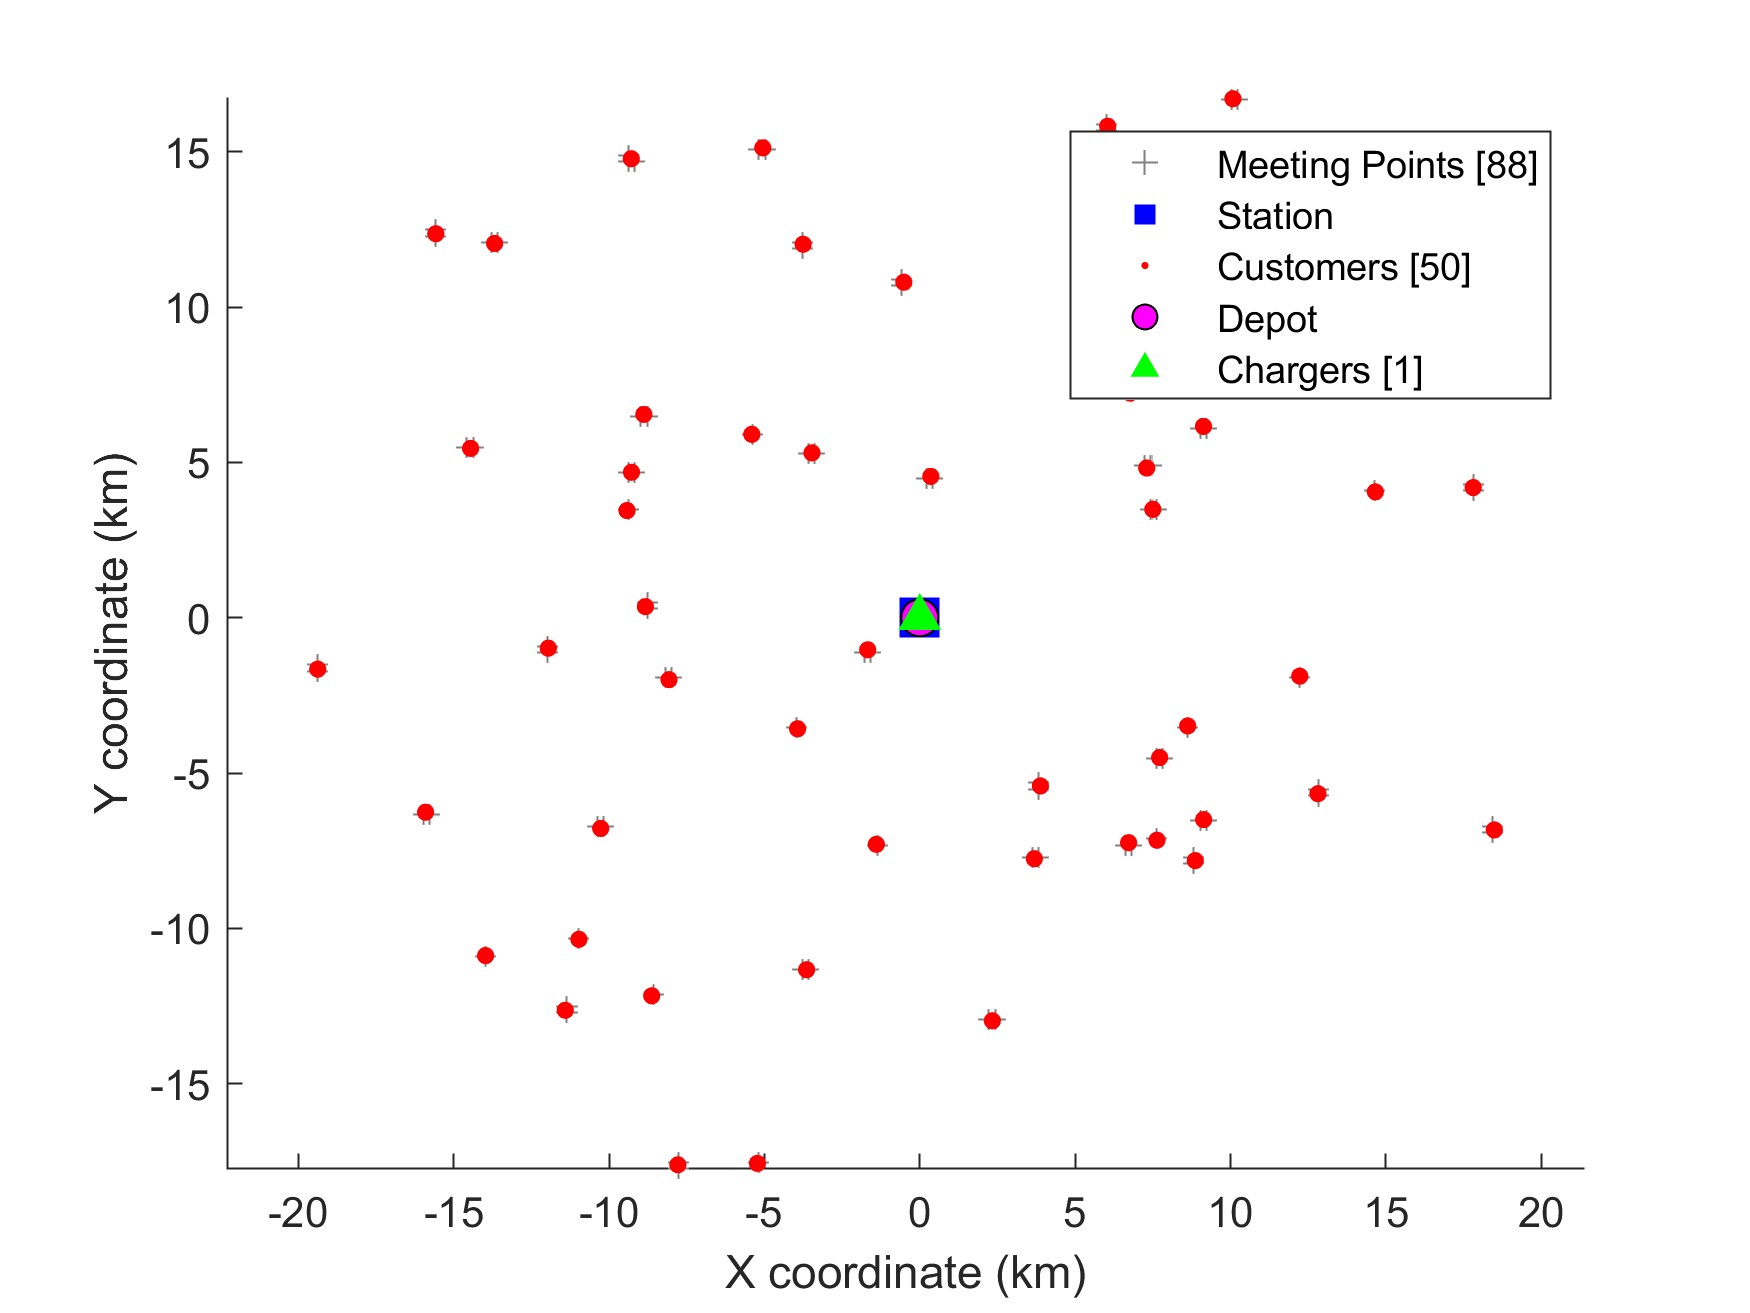 15
10
5
0
-5
-10
-15
Y coordinate (km)
Meeting Points [88]
Station
Customers [50]
Depot
Chargers [1]
-20 -15 -10 -5 0 5 10 15 20
X coordinate (km)